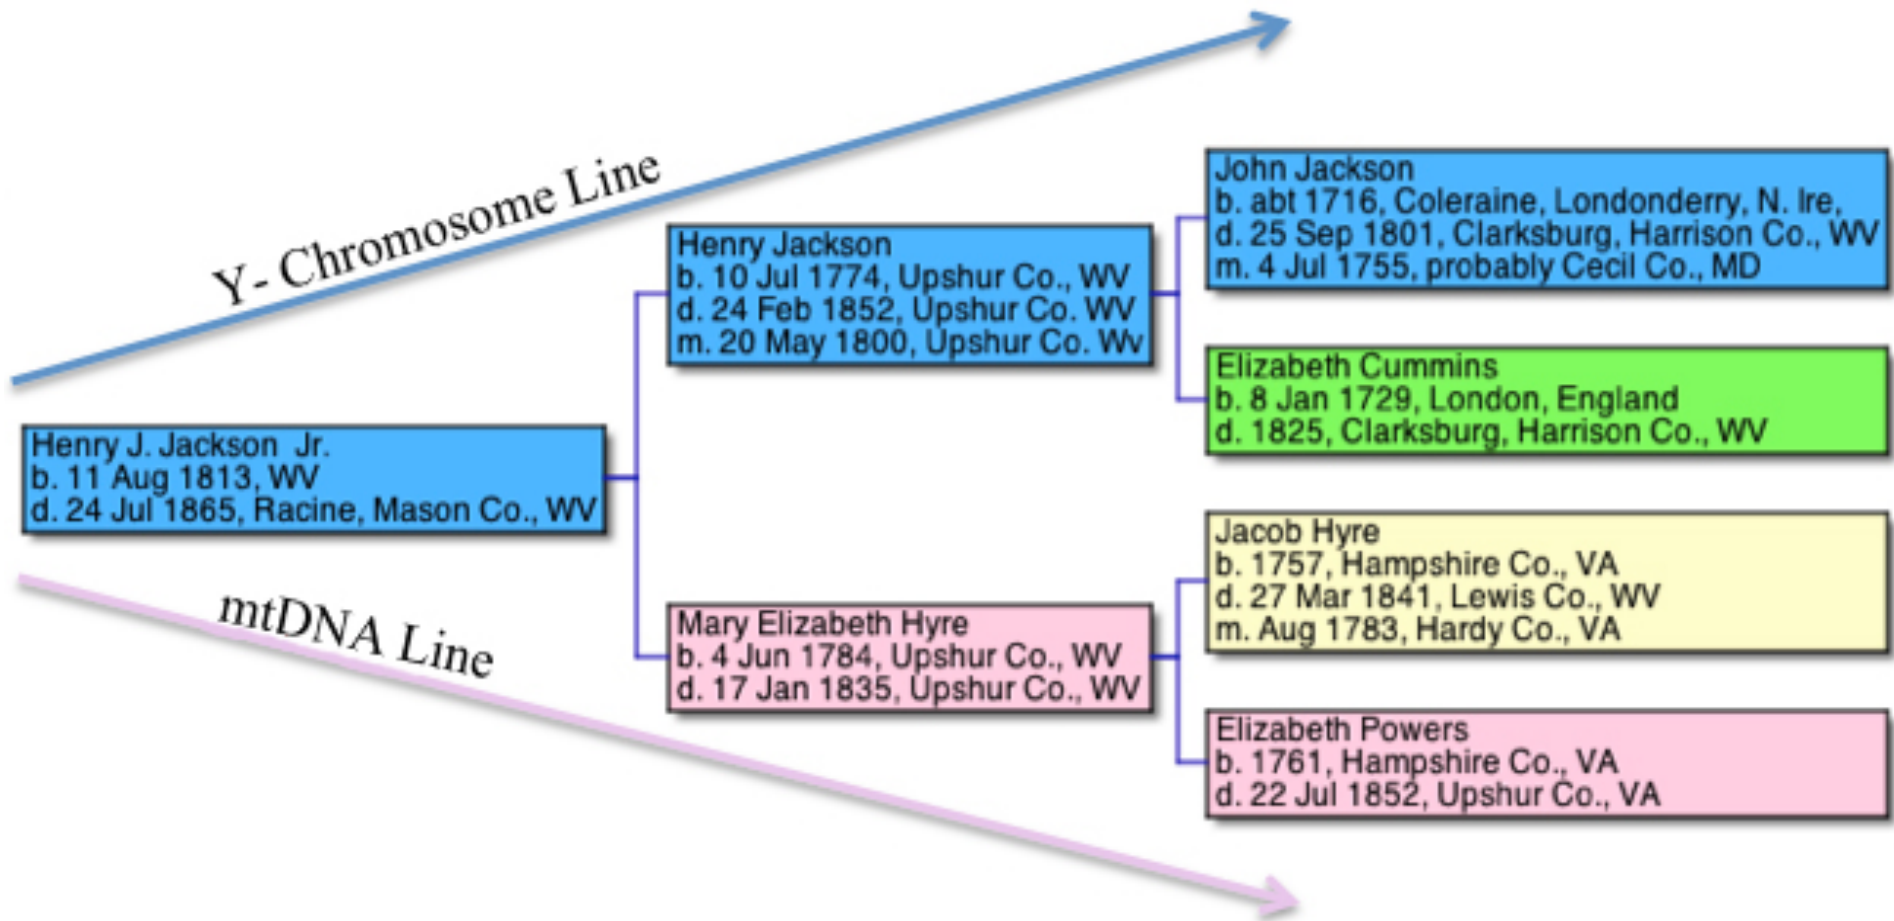 Y- Chromosome Line
John Jackson
b. abt 1716, Coleraine, Londonderry, N. Ire,
d. 25 Sep 1801, Clarksburg, Harrison Co., WV
m. 4 Jul 1755, probably Cecil Co., MD
Henry Jackson
b. 10 Jul 1774, Upshur Co., WV
d. 24 Feb 1852, Upshur Co. WV
m. 20 May 1800, Upshur Co. Wv
Elizabeth Cummins
b. 8 Jan 1729, London, England
d. 1825, Clarksburg, Harrison Co., WV
Henry J. Jackson  Jr.
b. 11 Aug 1813, WV
d. 24 Jul 1865, Racine, Mason Co., WV
Jacob Hyre
b. 1757, Hampshire Co., VA
d. 27 Mar 1841, Lewis Co., WV
m. Aug 1783, Hardy Co., VA
mtDNA Line
Mary Elizabeth Hyre
b. 4 Jun 1784, Upshur Co., WV
d. 17 Jan 1835, Upshur Co., WV
Elizabeth Powers
b. 1761, Hampshire Co., VA
d. 22 Jul 1852, Upshur Co., VA